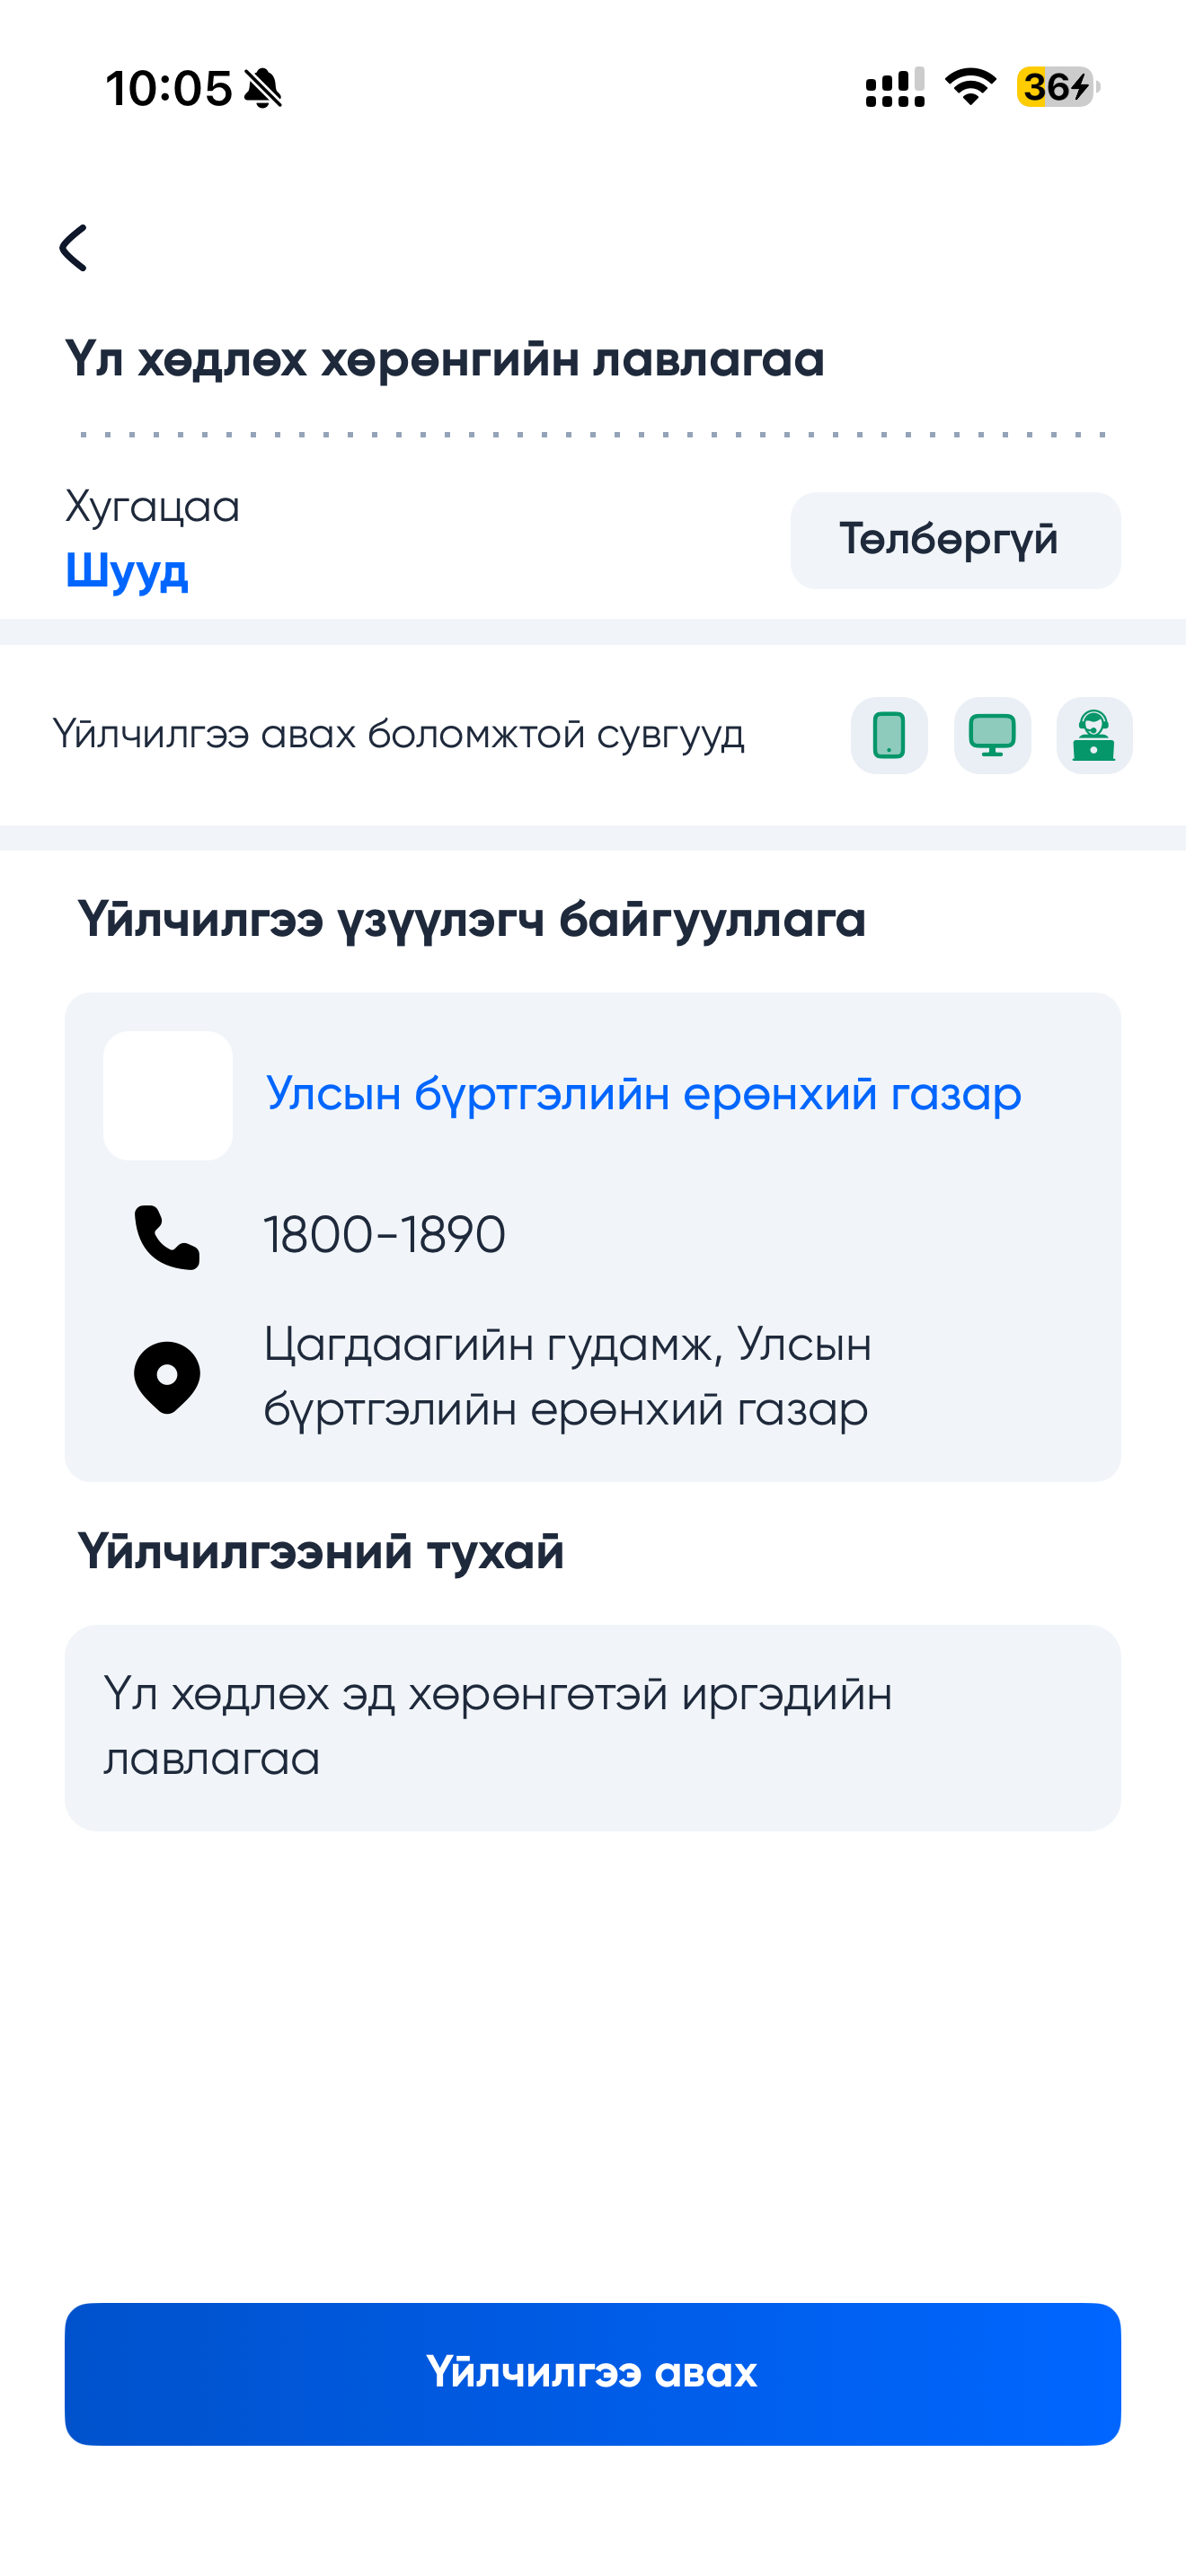 10:05
36
Үл хөдлөх хөрөнгийн лавлагаа
Хугацаа
Шууд
Төлбөргүй
Үйлчилгээ авах боломжтой сувгууд
Үйлчилгээ үзүүлэгч байгууллага
Улсын бүртгэлийн ерөнхий газар
1800-1890
Цагдаагийн гудамж, Улсын
бүртгэлийн ерөнхий газар
Үйлчилгээний тухай
Үл хөдлөх эд хөрөнгөтэй иргэдийн
лавлагаа
Үйлчилгээ авах